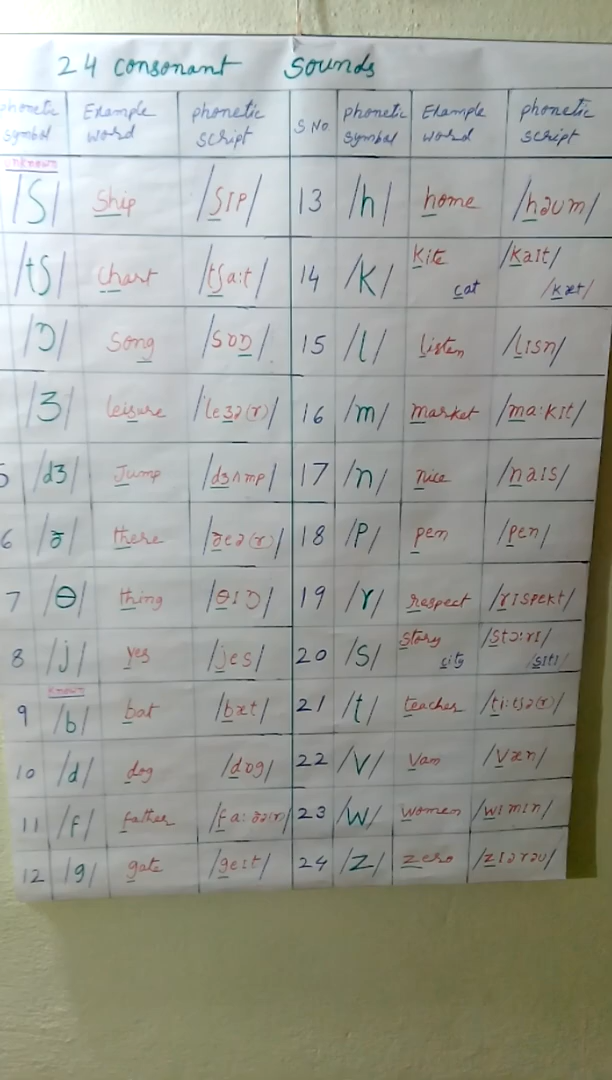 24 consonant Sounds
phonetic symbol Example word phonetic script S.No. phonetic symbol Example word phonetic script
unknown
/ʃ/ Ship /ʃɪp/ 13 /h/ home /həum/
/tʃ/ chart /tʃa:t/ 14 /k/ Kite cat /kaɪt/ /kæt/
/ŋ/ Song /sɒŋ/ 15 /l/ listen /lɪsn/
/ʒ/ leisure /leʒə(r)/ 16 /m/ market /ma:kɪt/
5 /dʒ/ Jump /dʒʌmp/ 17 /n/ nice /nais/
6 /ð/ there /ðeə(r)/ 18 /p/ pen /pen/
7 /θ/ thing /θɪŋ/ 19 /r/ respect /rɪspekt/
8 /j/ yes /jes/ 20 /s/ Story city /stɔ:rɪ/ /sɪtɪ/
known
9 /b/ bat /bæt/ 21 /t/ teacher /ti:tʃə(r)/
10 /d/ dog /dog/ 22 /v/ Van /væn/
11 /f/ father /fa:ðə(r)/ 23 /w/ women /wɪmɪn/
12 /g/ gate /geɪt/ 24 /z/ zero /zɪərəu/